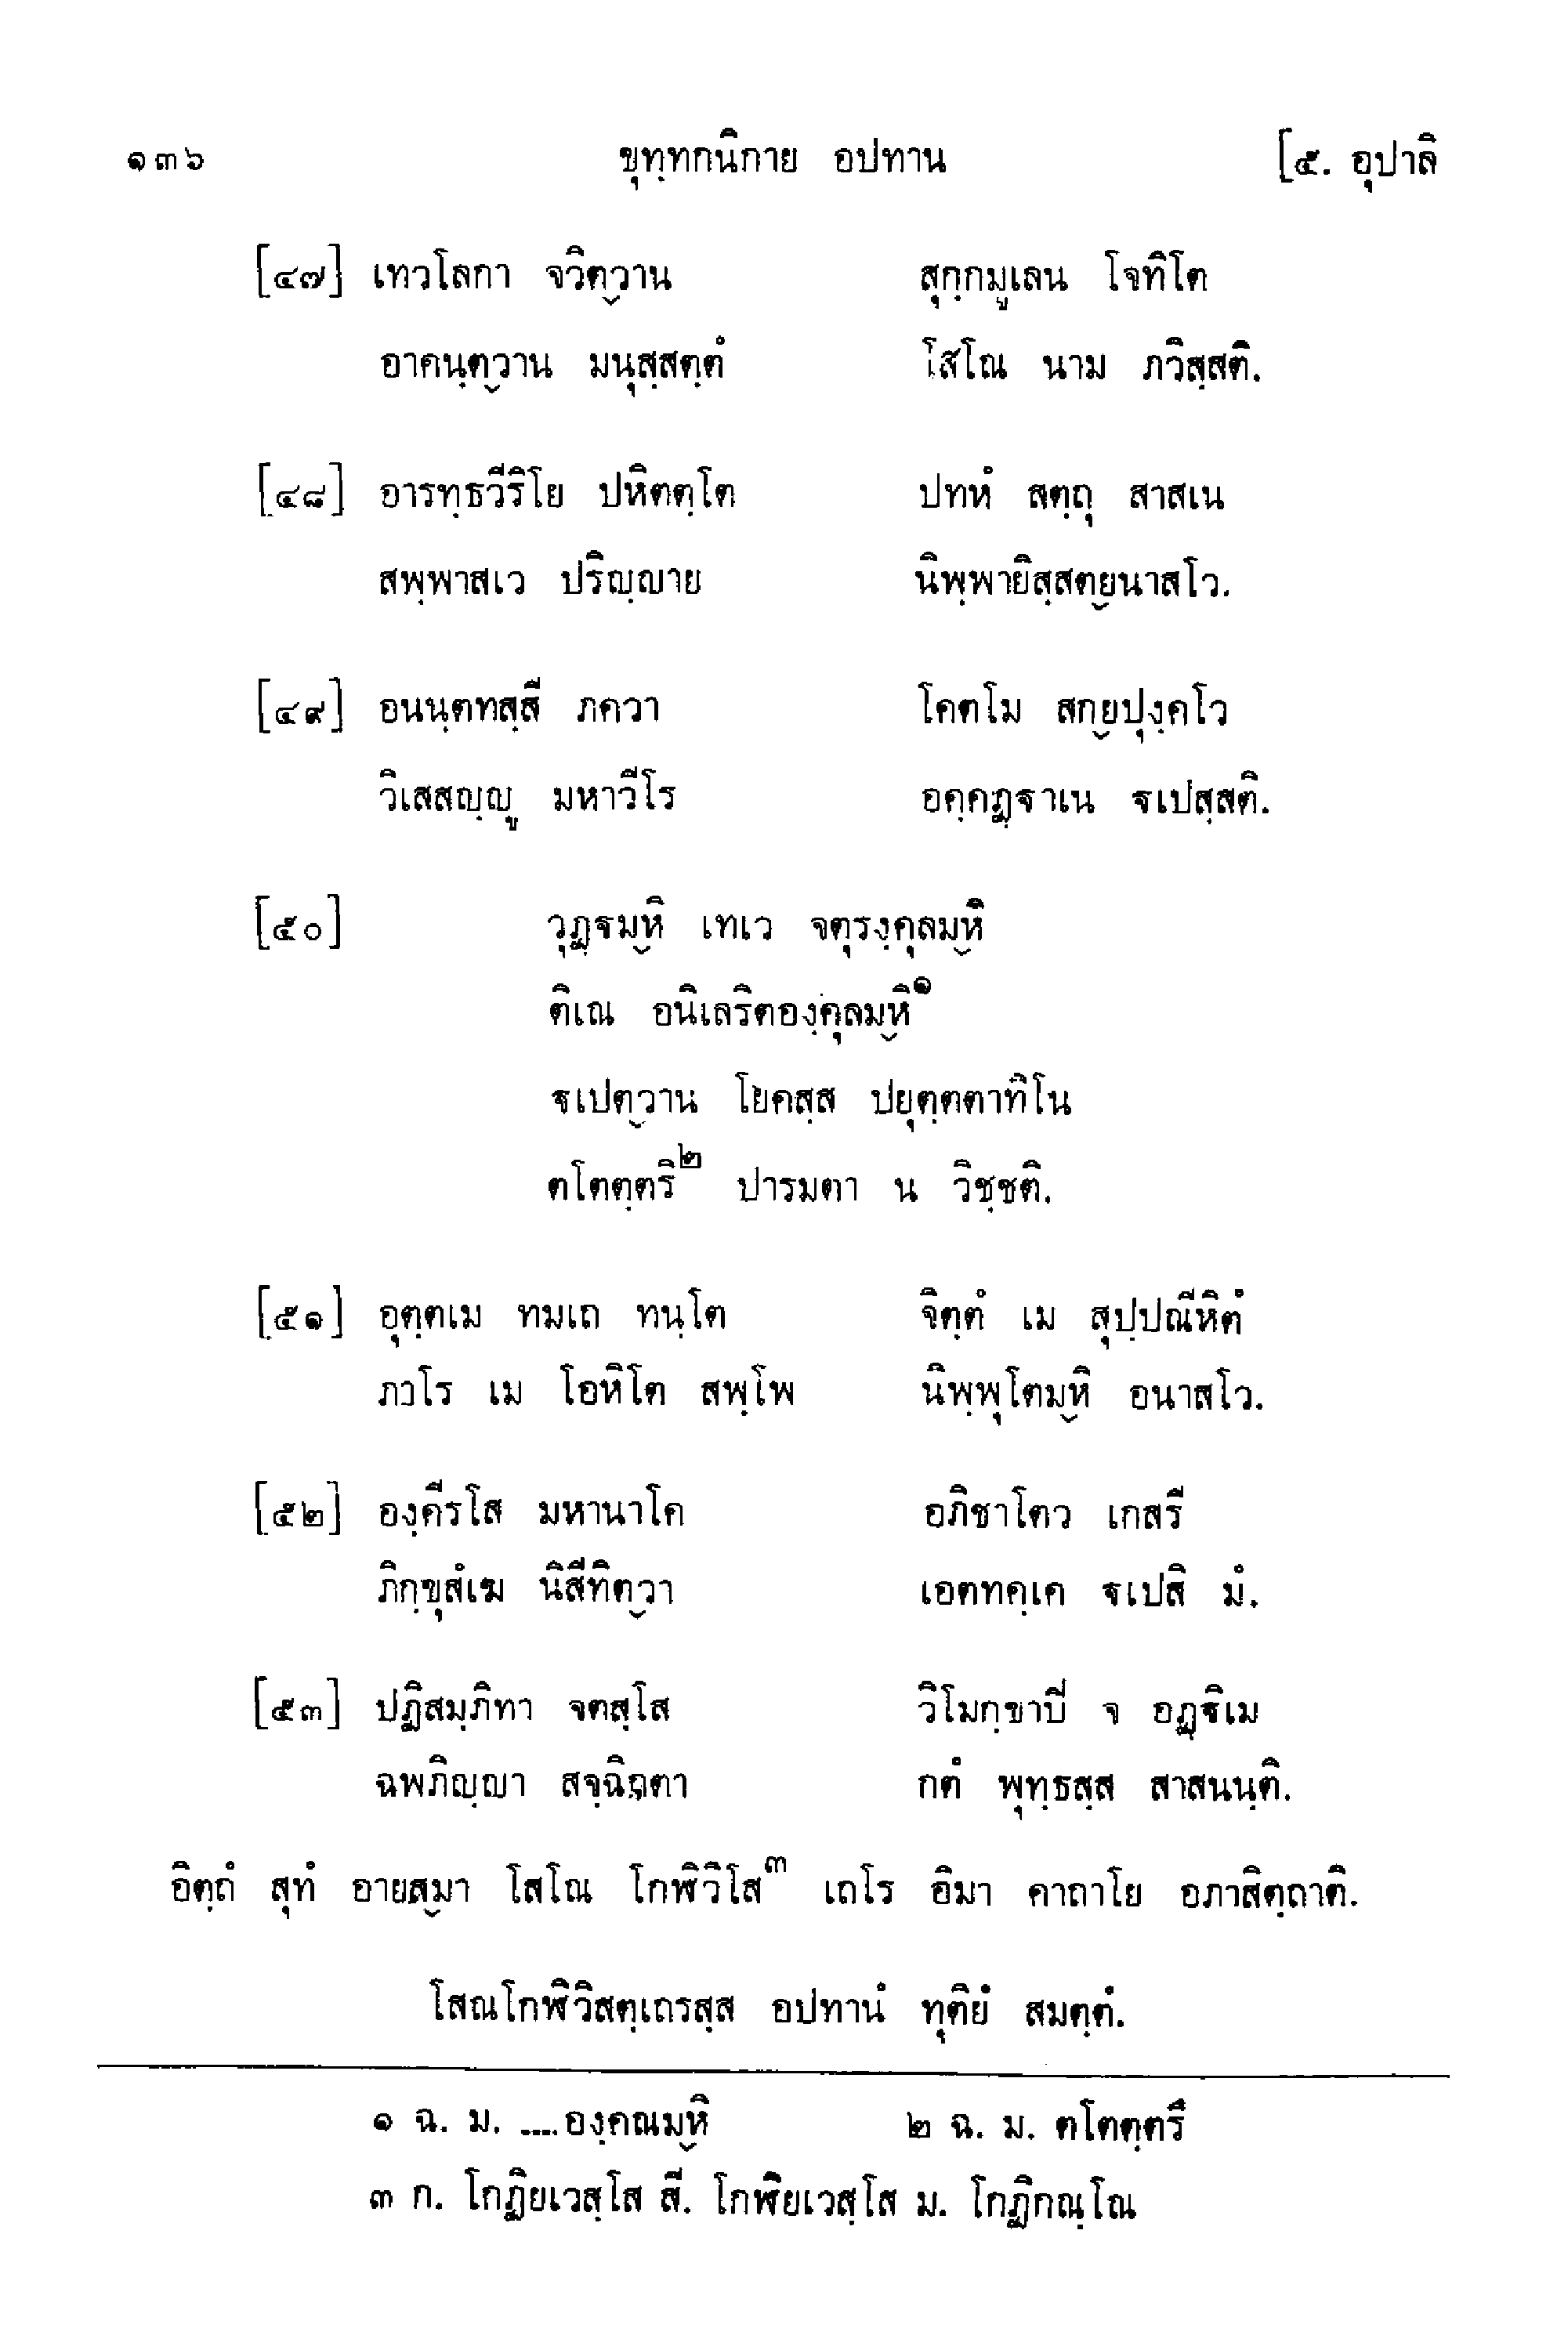 ๑๓๖ ขุทฺทกนิกาย อปทาน [๕. อุปาลิ
[๔๗] เทวโลกา จวิตฺวาน สุกฺกมูเลน โจทิโต
อาคนฺตฺวาน มนุสฺสตฺตํ โสโณ นาม ภวิสฺสติ.
[๔๘] อารทฺธวีริโย ปหิตตฺโต ปทหํ สตฺถุ สาสเน
สพฺพาสเว ปริญฺญาย นิพฺพายิสฺสตฺยนาสโว.
[๔๙] อนนฺตทสฺสี ภควา โคตโม สกฺยปุงฺคโว
วิเสสญฺญู มหาวีโร อคฺคฏฺฐาเน ฐเปสฺสติ.
[๕๐] วุฏฺฐมฺหิ เทเว จตุรงฺคุลมฺหิ
ติเณ อนิเลริตองฺคุลมฺหิ๑
ฐเปตฺวาน โยคสฺส ปยุตฺตตาทิโน
ตโตตฺตริ๒ ปารมตา น วิชฺชติ.
[๕๑] อุตฺตเม ทมเถ ทนฺโต จิตฺตํ เม สุปฺปณีหิตํ
ภาโร เม โอหิโต สพฺโพ นิพฺพุโตมฺหิ อนาสโว.
[๕๒] องฺคีรโส มหานาโค อภิชาโตว เกสรี
ภิกฺขุสํเฆ นิสีทิตฺวา เอตทคฺเค ฐเปสิ มํ.
[๕๓] ปฏิสมฺภิทา จตสฺโส วิโมกฺขาปิ จ อฏฺฐิเม
ฉฬภิญฺญา สจฺฉิกตา กตํ พุทฺธสฺส สาสนนฺติ.
อิตฺถํ สุทํ อายสฺมา โสโณ โกฬิวีโส๓ เถโร อิมา คาถาโย อภาสิตฺถาติ.
โสณโกฬิวิสตฺเถรสฺส อปทานํ ทุติยํ สมตฺตํ.
๑ ฉ. ม. ....องฺคณมฺหิ ๒ ฉ. ม. ตโตตฺตรึ
๓ ก. โกฏิยเวสฺโส สี. โกฬิยเวสฺโส ม. โกฏิกณฺโณ